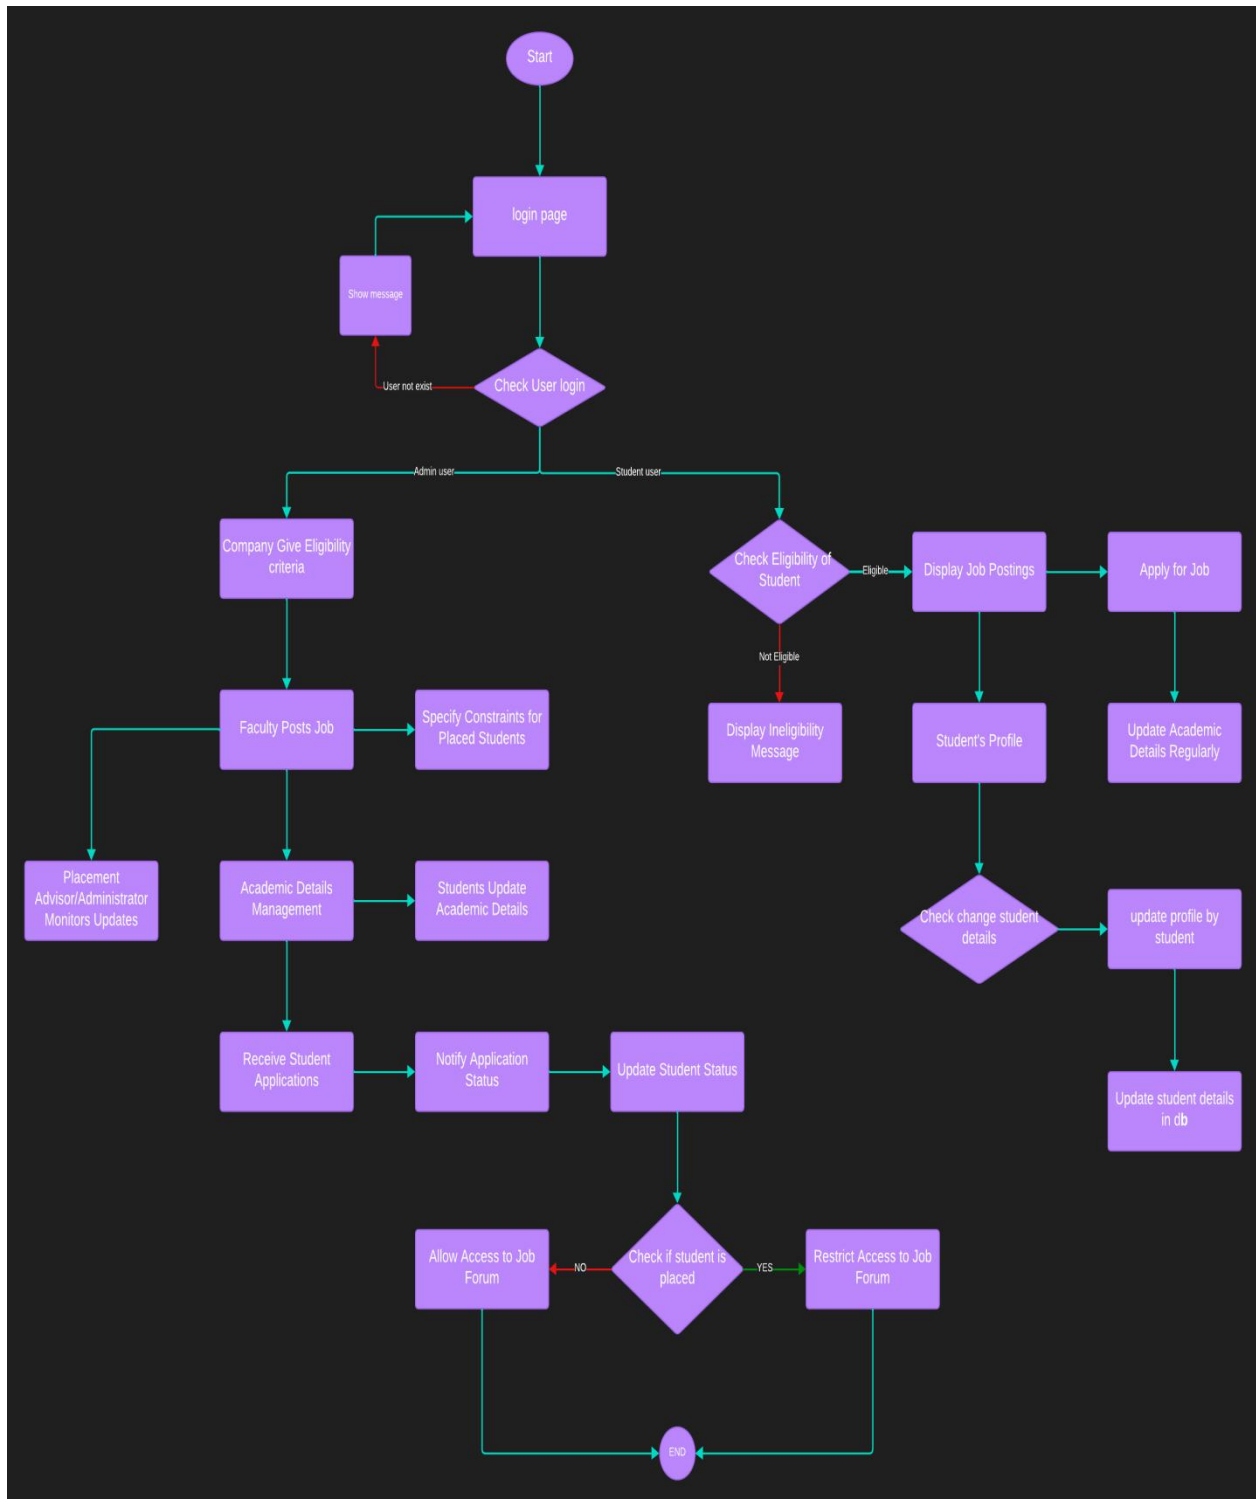 Start
login page
Show message
User not exist
Check User login
Admin user
Student user
Company Give Eligibility
criteria
Check Eligibility of
Student
Eligible
Display Job Postings
Apply for Job
Not Eligible
Faculty Posts Job
Specify Constraints for
Placed Students
Display Ineligibility
Message
Student's Profile
Update Academic
Details Regularly
Placement
Advisor/Administrator
Monitors Updates
Academic Details
Management
Students Update
Academic Details
Check change student
details
update profile by
student
Receive Student
Applications
Notify Application
Status
Update Student Status
Update student details
in db
Allow Access to Job
Forum
NO
Check if student is
placed
YES
Restrict Access to Job
Forum
END